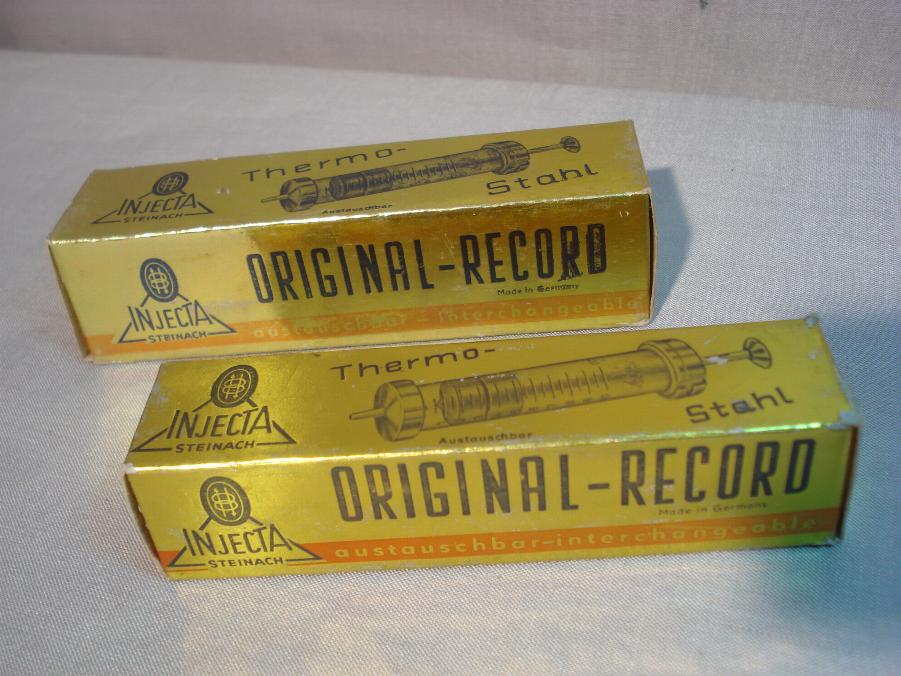 Thermo-
Stahl
Austauschbar
INJECTA
STEINACH
ORIGINAL-RECORD
Made in Germany
INJECTA
STEINACH
austauschbar-interchangeable
Thermo-
Stahl
Austauschbar
INJECTA
STEINACH
ORIGINAL-RECORD
Made in Germany
INJECTA
STEINACH
austauschbar-interchangeable